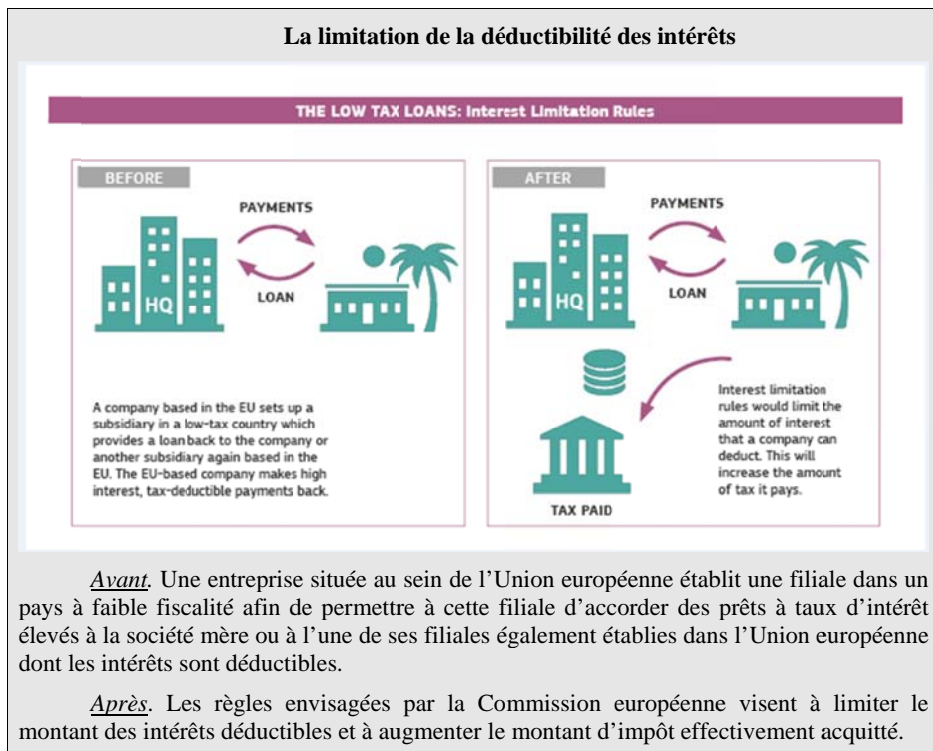 La limitation de la déductibilité des intérêts
THE LOW TAX LOANS: Interest Limitation Rules
BEFORE
PAYMENTS
HQ
LOAN
A company based in the EU sets up a
subsidiary in a low-tax country which
provides a loan back to the company or
another subsidiary again based in the
EU. The EU-based company makes high
interest, tax-deductible payments back.
AFTER
PAYMENTS
HQ
LOAN
Interest limitation
rules would limit the
amount of interest
that a company can
deduct. This will
increase the amount
of tax it pays.
TAX PAID
Avant. Une entreprise située au sein de l’Union européenne établit une filiale dans un
pays à faible fiscalité afin de permettre à cette filiale d’accorder des prêts à taux d’intérêt
élevés à la société mère ou à l’une de ses filiales également établies dans l’Union européenne
dont les intérêts sont déductibles.
Après. Les règles envisagées par la Commission européenne visent à limiter le
montant des intérêts déductibles et à augmenter le montant d’impôt effectivement acquitté.